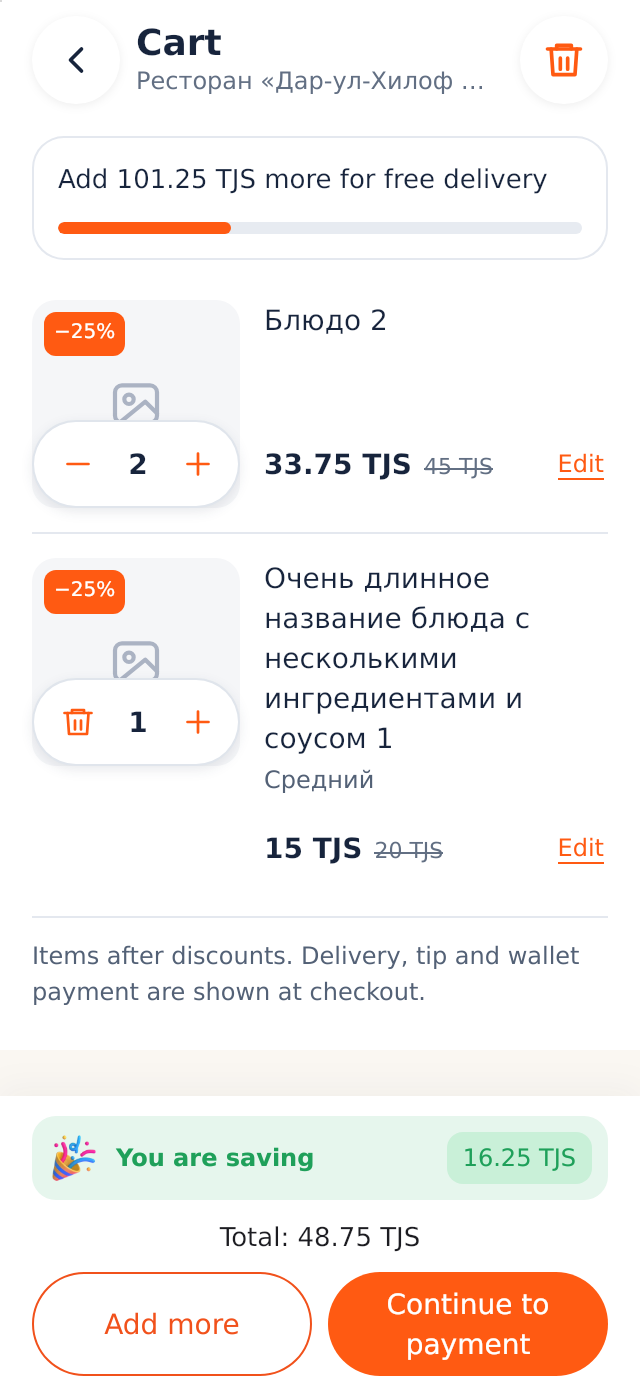 Cart
Ресторан «Дар-ул-Хилоф ...
Add 101.25 TJS more for free delivery
−25%
Блюдо 2
2
33.75 TJS 45 TJS Edit
−25%
Очень длинное
название блюда с
несколькими
ингредиентами и
соусом 1
1
Средний
15 TJS 20 TJS Edit
Items after discounts. Delivery, tip and wallet
payment are shown at checkout.
You are saving 16.25 TJS
Total: 48.75 TJS
Add more
Continue to
payment